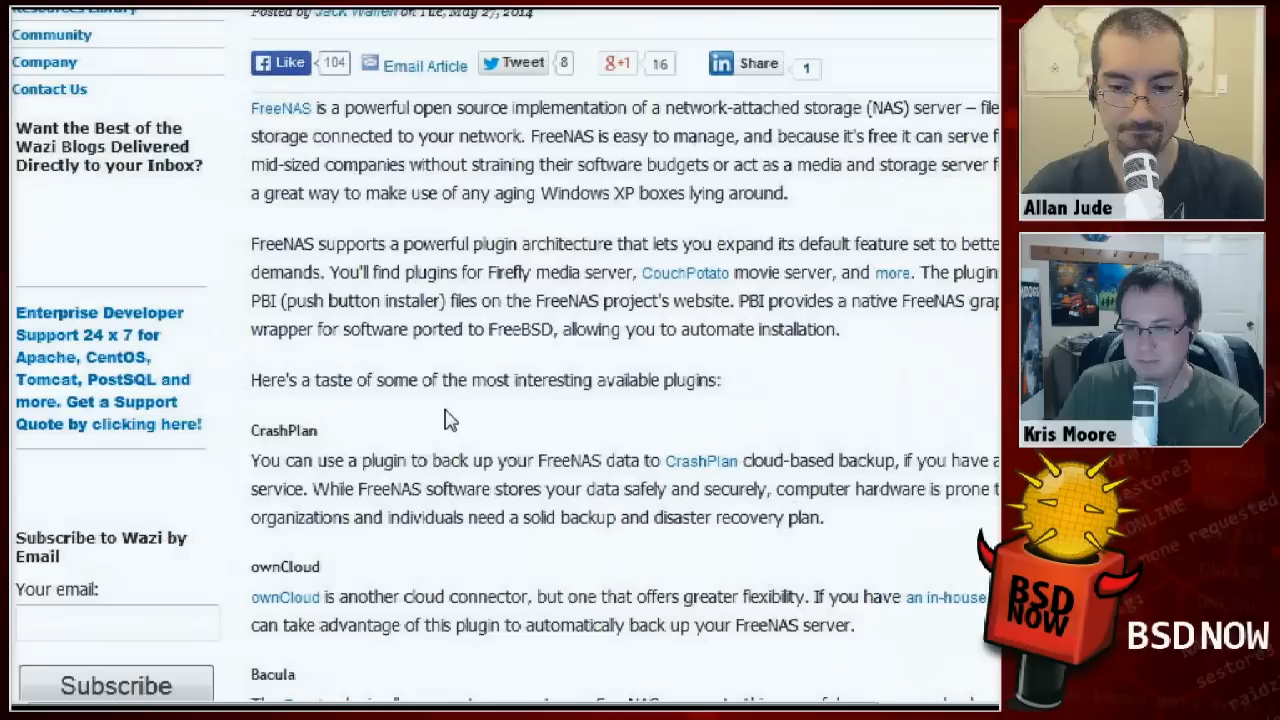 Resources Library
Community
Company
Contact Us
Want the Best of the
Wazi Blogs Delivered
Directly to your Inbox?
Enterprise Developer
Support 24 x 7 for
Apache, CentOS,
Tomcat, PostSQL and
more. Get a Support
Quote by clicking here!
Subscribe to Wazi by
Email
Your email:
Subscribe
Posted by Jack Wallen on Tue, May 27, 2014
Like 104 Email Article Tweet 8 +1 16 in Share 1
FreeNAS is a powerful open source implementation of a network-attached storage (NAS) server – file
storage connected to your network. FreeNAS is easy to manage, and because it's free it can serve f
mid-sized companies without straining their software budgets or act as a media and storage server f
a great way to make use of any aging Windows XP boxes lying around.
FreeNAS supports a powerful plugin architecture that lets you expand its default feature set to bette
demands. You'll find plugins for Firefly media server, CouchPotato movie server, and more. The plugin
PBI (push button installer) files on the FreeNAS project's website. PBI provides a native FreeNAS grap
wrapper for software ported to FreeBSD, allowing you to automate installation.
Here's a taste of some of the most interesting available plugins:
CrashPlan
You can use a plugin to back up your FreeNAS data to CrashPlan cloud-based backup, if you have a
service. While FreeNAS software stores your data safely and securely, computer hardware is prone t
organizations and individuals need a solid backup and disaster recovery plan.
ownCloud
ownCloud is another cloud connector, but one that offers greater flexibility. If you have an in-house
can take advantage of this plugin to automatically back up your FreeNAS server.
Bacula
Allan Jude
Kris Moore
BSD
NOW
BSD NOW